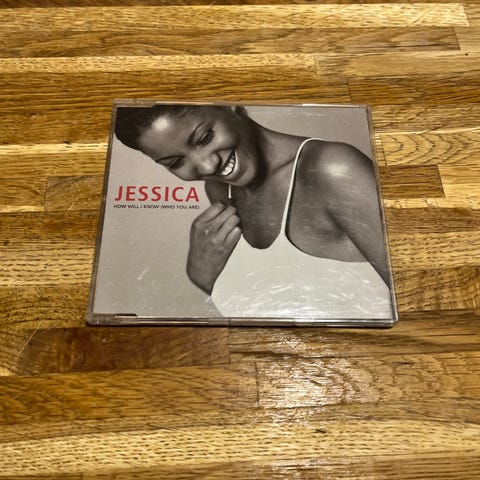 JESSICA
HOW WILL I KNOW (WHO YOU ARE)